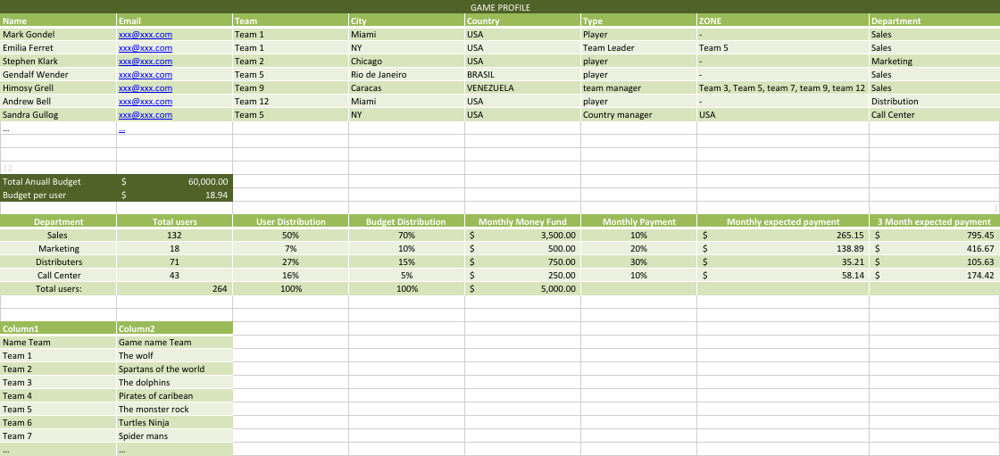 GAME PROFILE
Name Email Team City Country Type ZONE Department
Mark Gondel xxx@xxx.com Team 1 Miami USA Player - Sales
Emilia Ferret xxx@xxx.com Team 1 NY USA Team Leader Team 5 Sales
Stephen Klark xxx@xxx.com Team 2 Chicago USA player - Marketing
Gendalf Wender xxx@xxx.com Team 5 Rio de Janeiro BRASIL player - Sales
Himosy Grell xxx@xxx.com Team 9 Caracas VENEZUELA team manager Team 3, Team 5, team 7, team 9, team 12 Sales
Andrew Bell xxx@xxx.com Team 12 Miami USA player - Distribution
Sandra Gullog xxx@xxx.com Team 5 NY USA Country manager USA Call Center
... ...
12
Total Anuall Budget $ 60,000.00
Budget per user $ 18.94
3
Department Total users User Distribution Budget Distribution Monthly Money Fund Monthly Payment Monthly expected payment 3 Month expected payment
Sales 132 50% 70% $ 3,500.00 10% $ 265.15 $ 795.45
Marketing 18 7% 10% $ 500.00 20% $ 138.89 $ 416.67
Distributers 71 27% 15% $ 750.00 30% $ 35.21 $ 105.63
Call Center 43 16% 5% $ 250.00 10% $ 58.14 $ 174.42
Total users: 264 100% 100% $ 5,000.00
Column1 Column2
Name Team Game name Team
Team 1 The wolf
Team 2 Spartans of the world
Team 3 The dolphins
Team 4 Pirates of caribean
Team 5 The monster rock
Team 6 Turtles Ninja
Team 7 Spider mans
... ...